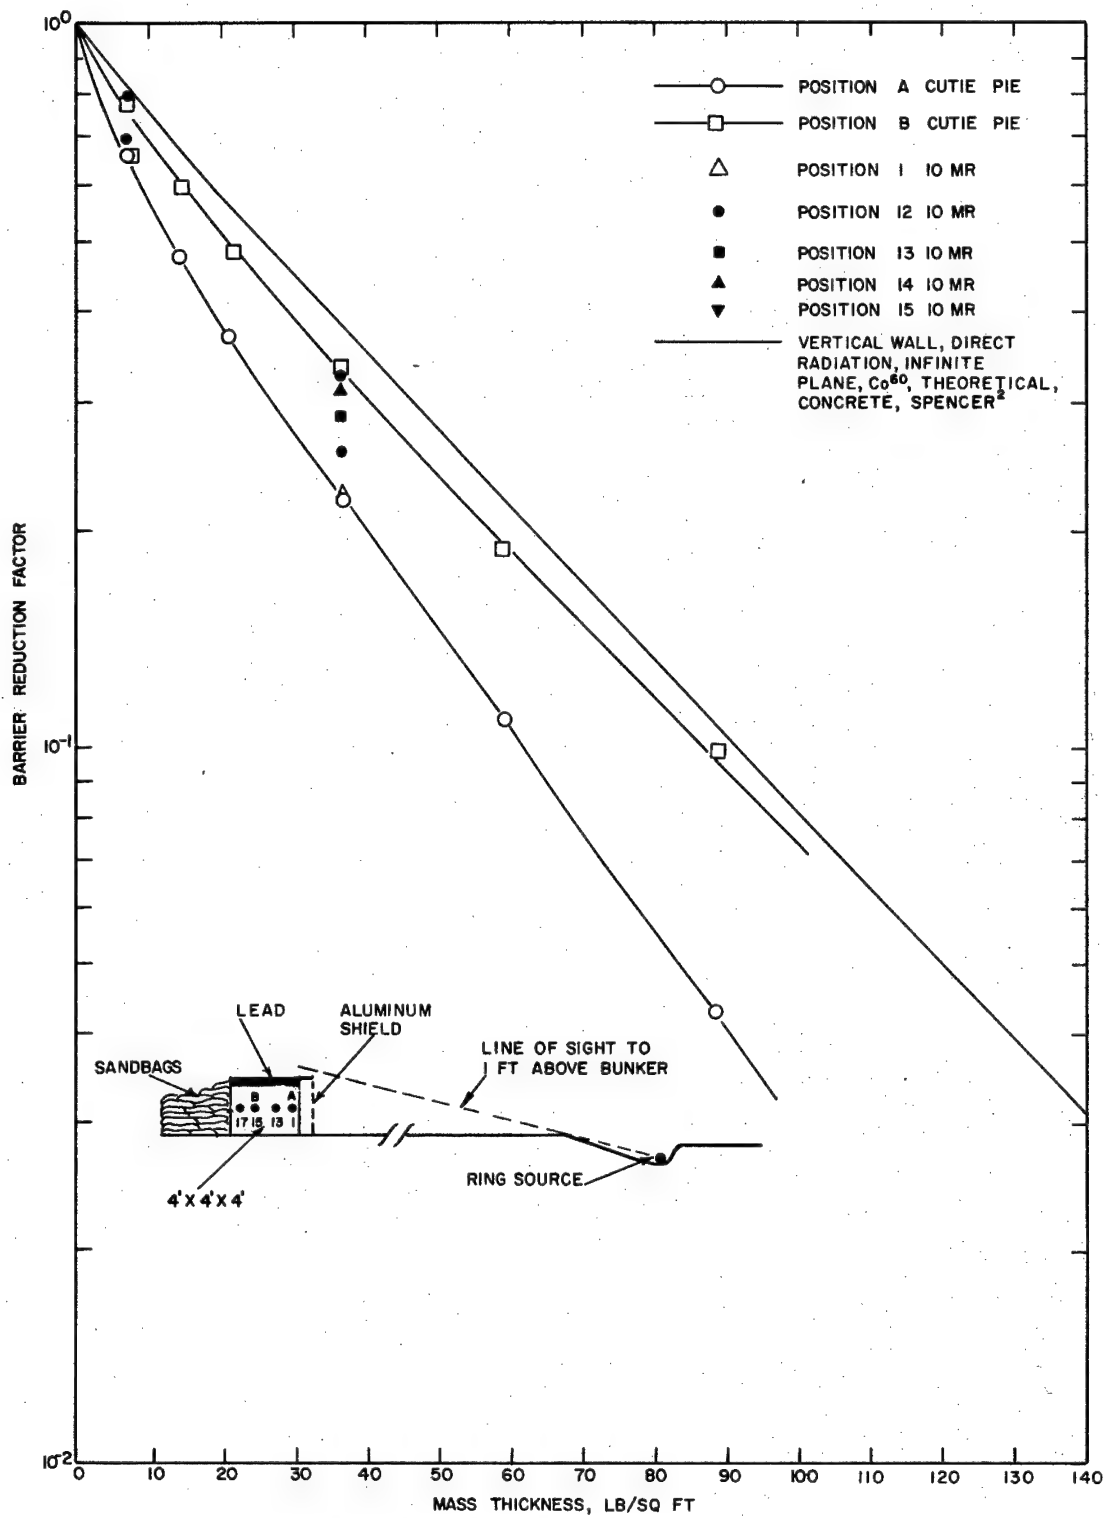 10⁰
POSITION A CUTIE PIE
POSITION B CUTIE PIE
POSITION 1 10 MR
POSITION 12 10 MR
POSITION 13 10 MR
POSITION 14 10 MR
POSITION 15 10 MR
VERTICAL WALL, DIRECT
RADIATION, INFINITE
PLANE, Co⁶⁰, THEORETICAL,
CONCRETE, SPENCER²
BARRIER REDUCTION FACTOR
10⁻¹
LEAD
ALUMINUM
SHIELD
SANDBAGS
LINE OF SIGHT TO
1 FT ABOVE BUNKER
B A
17 15 13 1
RING SOURCE
4' X 4' X 4'
10⁻²
0 10 20 30 40 50 60 70 80 90 100 110 120 130 140
MASS THICKNESS, LB/SQ FT